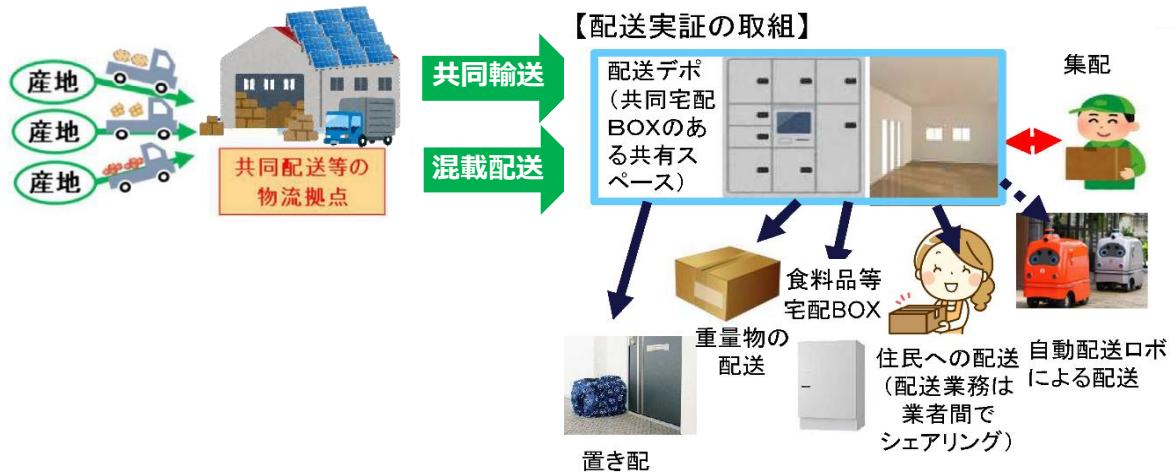 【配送実証の取組】
産地
産地
産地
共同配送等の
物流拠点
共同輸送
混載配送
配送デポ
（共同宅配
BOXのあ
る共有ス
ペース）
集配
置き配
重量物の
配送
食料品等
宅配BOX
住民への配送
（配送業務は
業者間で
シェアリング）
自動配送ロボ
による配送